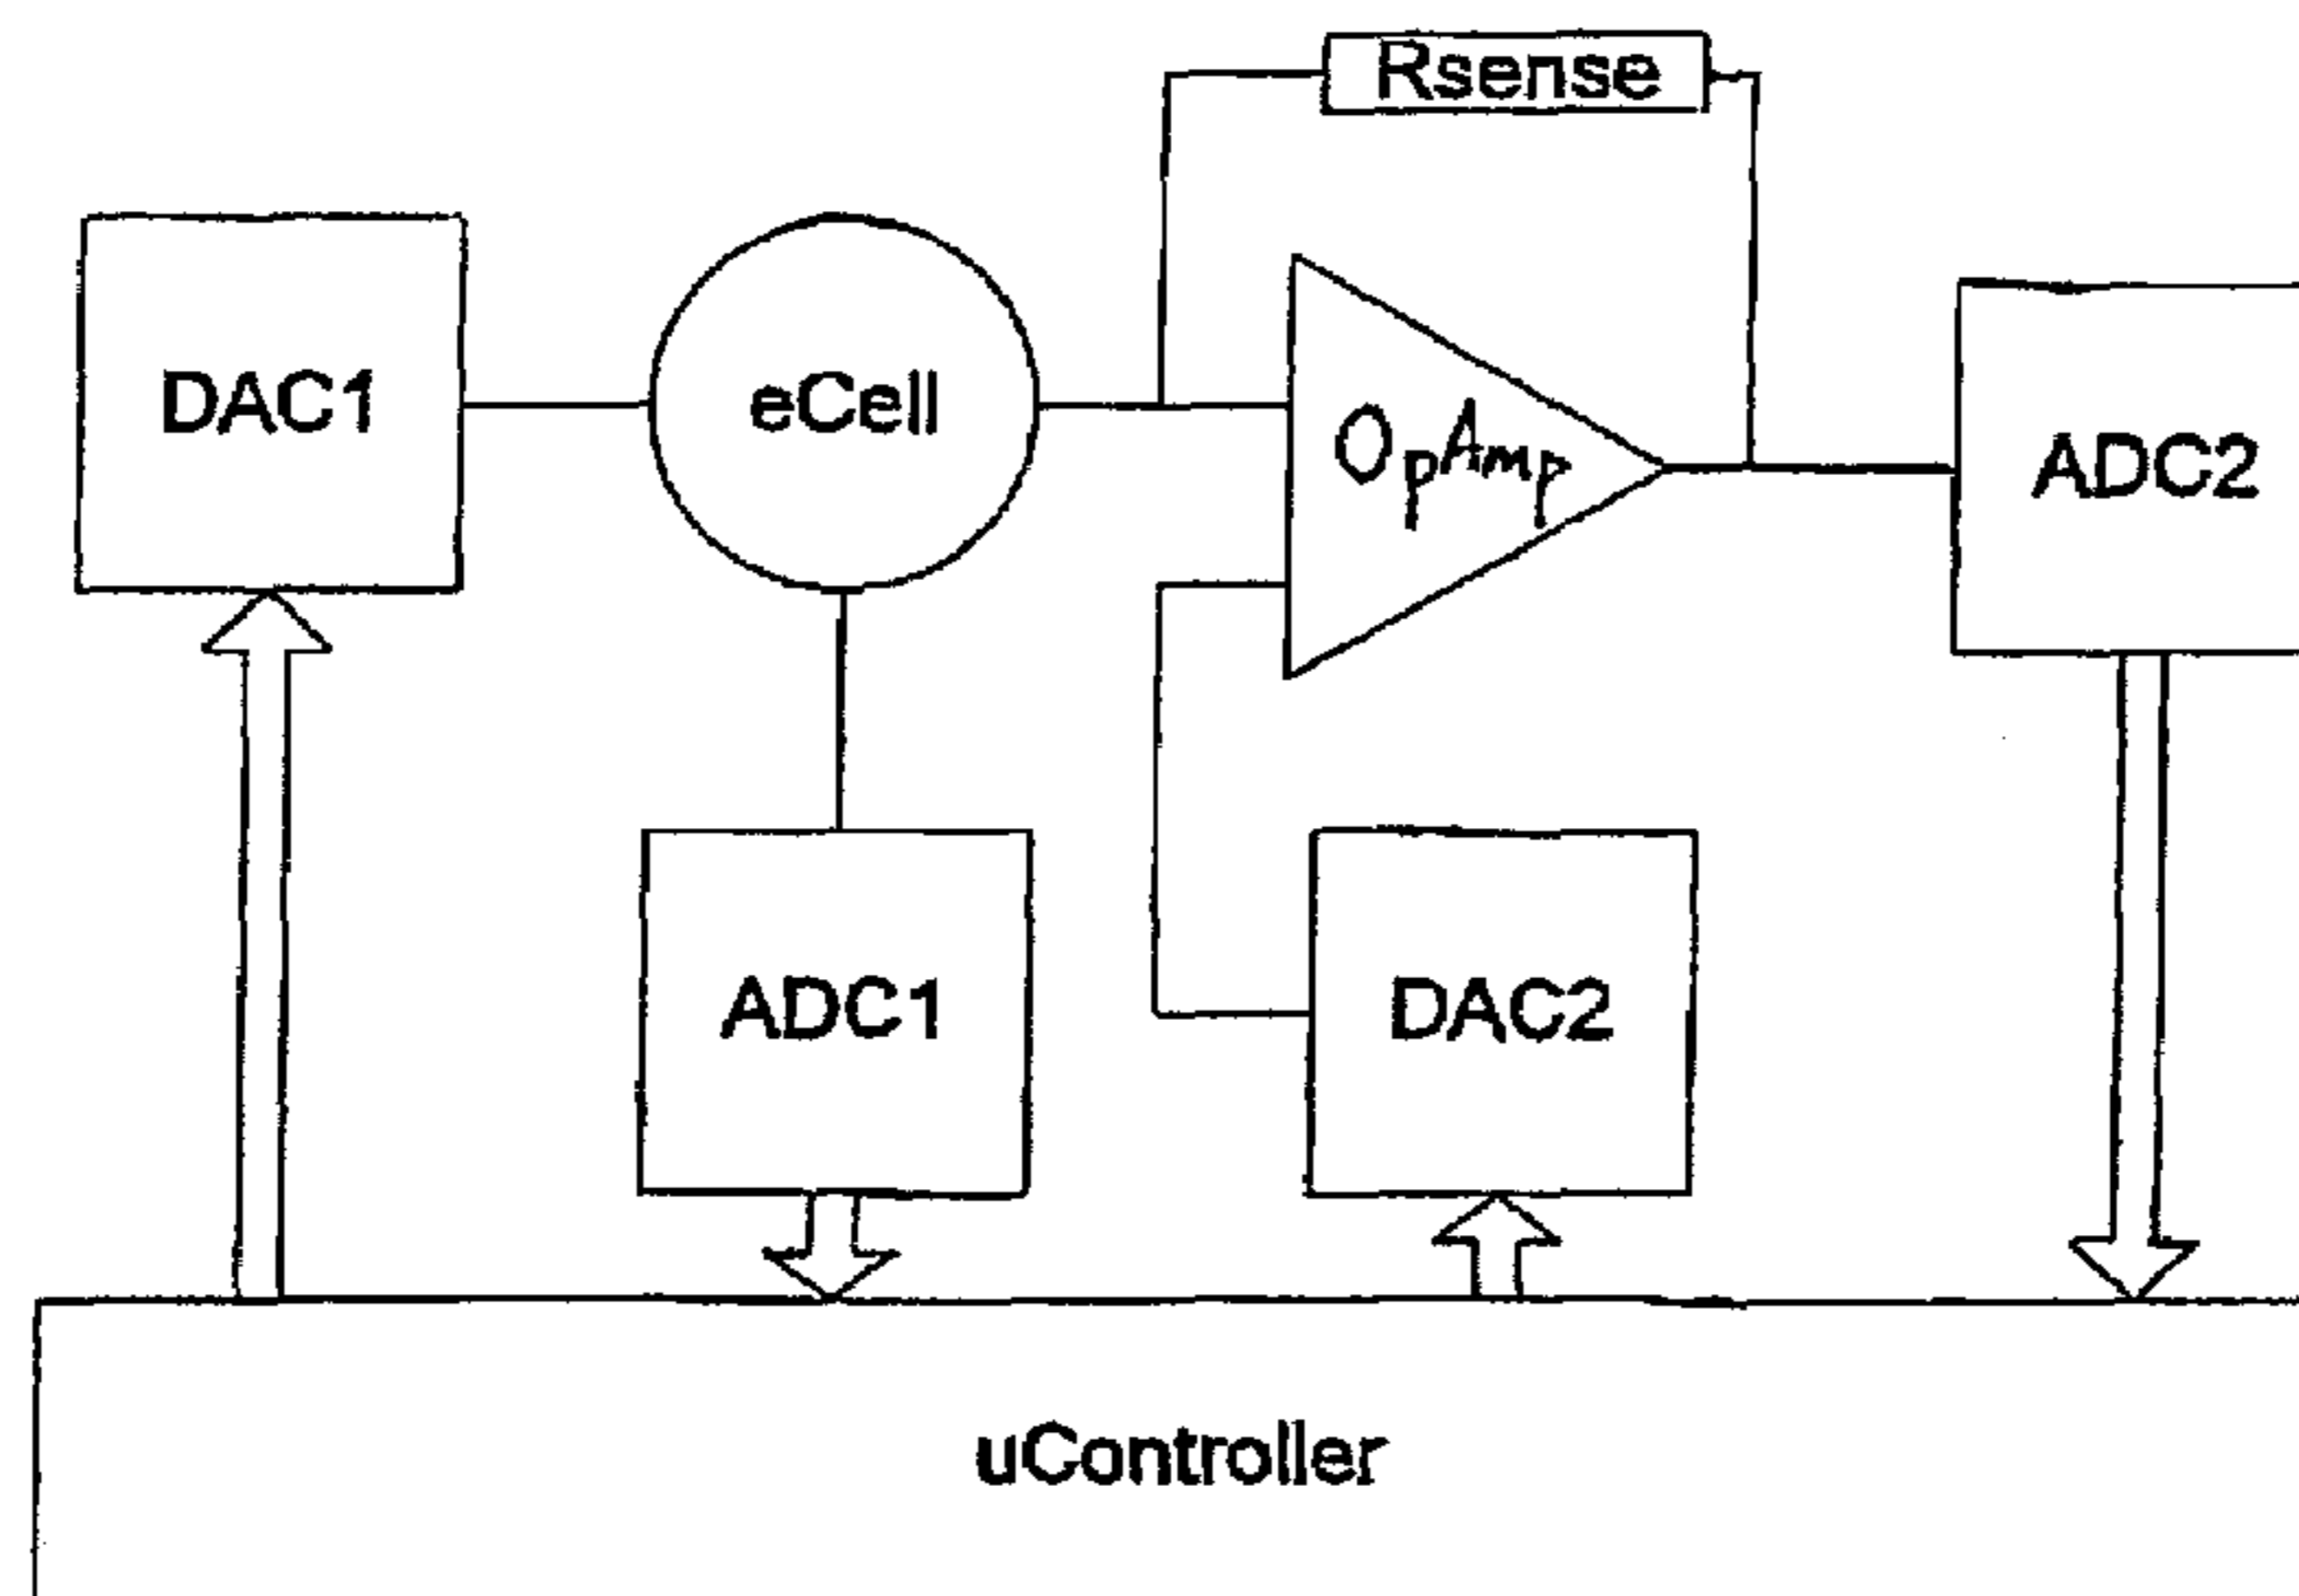 Rsense
DAC1
eCell
OpAmp
ADC2
ADC1
DAC2
uController